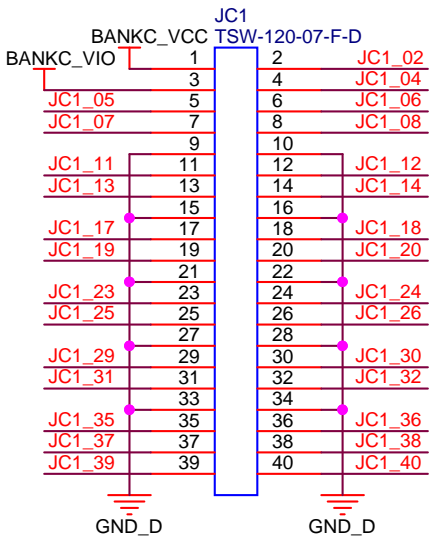 JC1
BANKC_VCC TSW-120-07-F-D
BANKC_VIO 1 2 JC1_02
3 4 JC1_04
JC1_05 5 6 JC1_06
JC1_07 7 8 JC1_08
9 10
JC1_11 11 12 JC1_12
JC1_13 13 14 JC1_14
15 16
JC1_17 17 18 JC1_18
JC1_19 19 20 JC1_20
21 22
JC1_23 23 24 JC1_24
JC1_25 25 26 JC1_26
27 28
JC1_29 29 30 JC1_30
JC1_31 31 32 JC1_32
33 34
JC1_35 35 36 JC1_36
JC1_37 37 38 JC1_38
JC1_39 39 40 JC1_40
GND_D GND_D